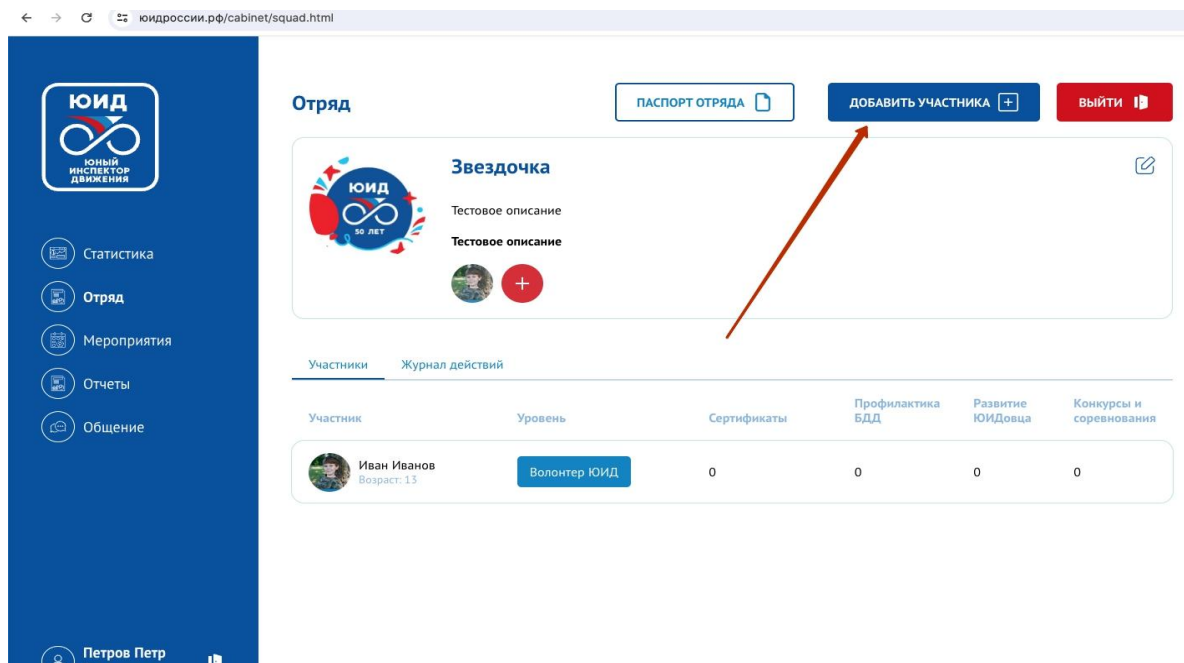 юидроссии.рф/cabinet/squad.html
ЮИД
ЮНЫЙ
ИНСПЕКТОР
ДВИЖЕНИЯ
Статистика
Отряд
Мероприятия
Отчеты
Общение
Петров Петр
Отряд
ПАСПОРТ ОТРЯДА
ДОБАВИТЬ УЧАСТНИКА
ВЫЙТИ
ЮИД
50 ЛЕТ
Звездочка
Тестовое описание
Тестовое описание
Участники Журнал действий
Участник Уровень Сертификаты Профилактика БДД Развитие ЮИДовца Конкурсы и соревнования
Иван Иванов Волонтер ЮИД 0 0 0 0
Возраст: 13